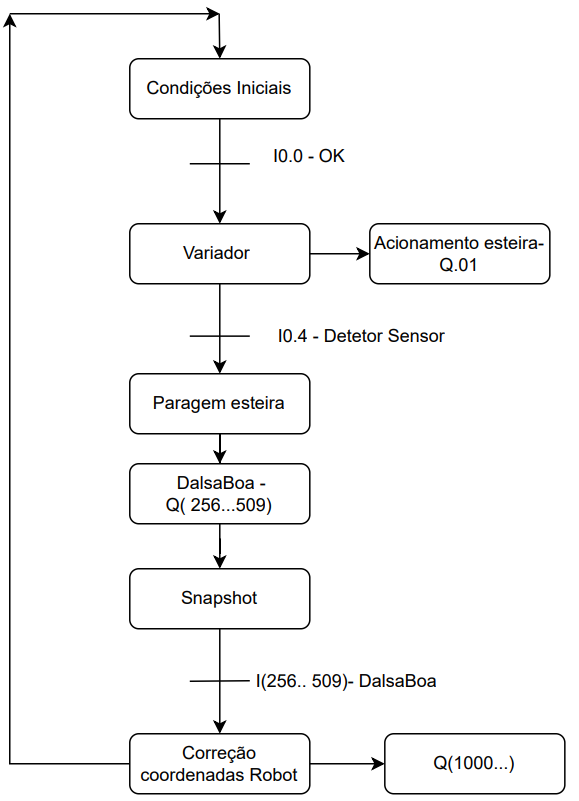 Condições Iniciais
I0.0 - OK
Variador
Acionamento esteira-
Q.01
I0.4 - Detetor Sensor
Paragem esteira
DalsaBoa -
Q( 256...509)
Snapshot
I(256.. 509)- DalsaBoa
Correção
coordenadas Robot
Q(1000...)